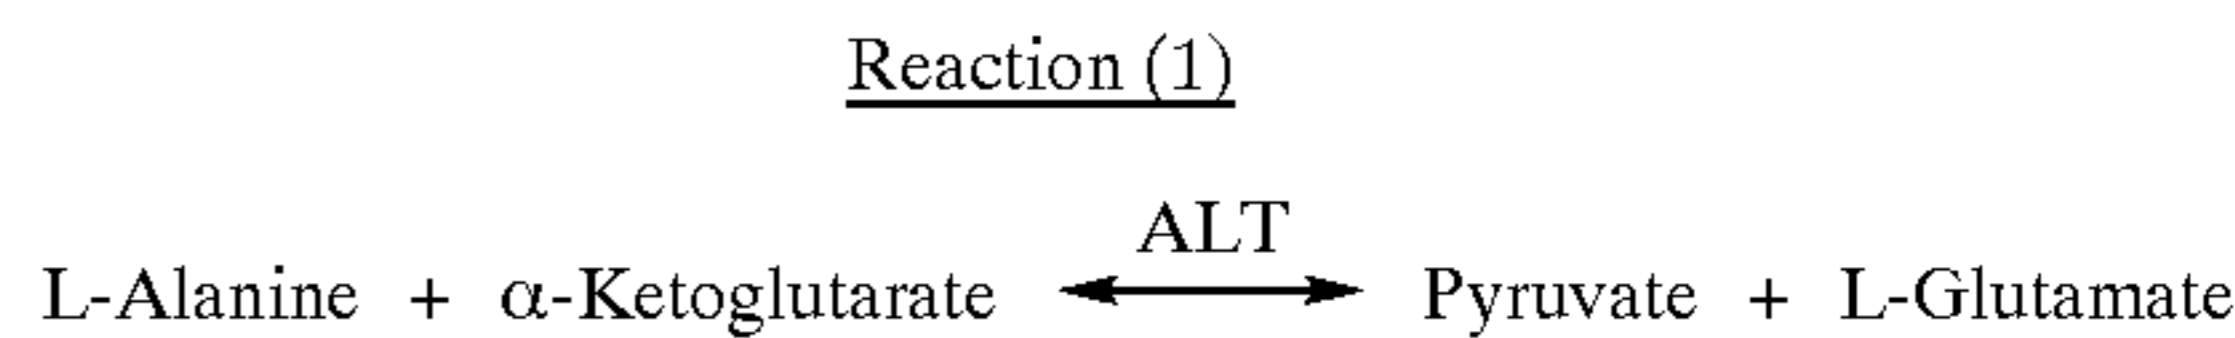 Reaction (1)
ALT
L-Alanine + α-Ketoglutarate ⟷ Pyruvate + L-Glutamate